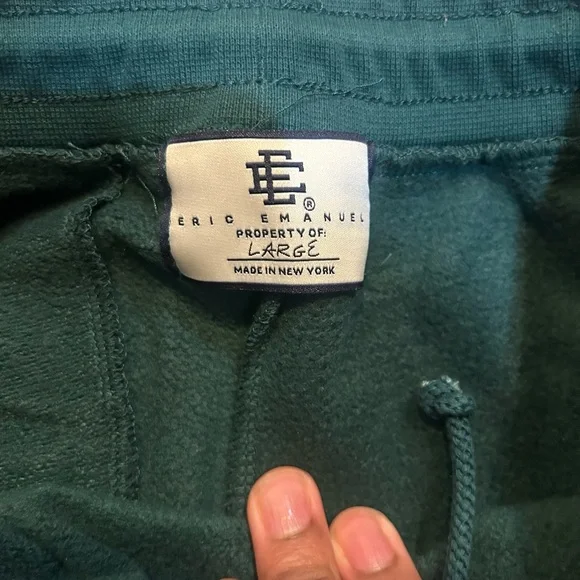 EE
®
ERIC EMANUEL
PROPERTY OF:
LARGE
MADE IN NEW YORK